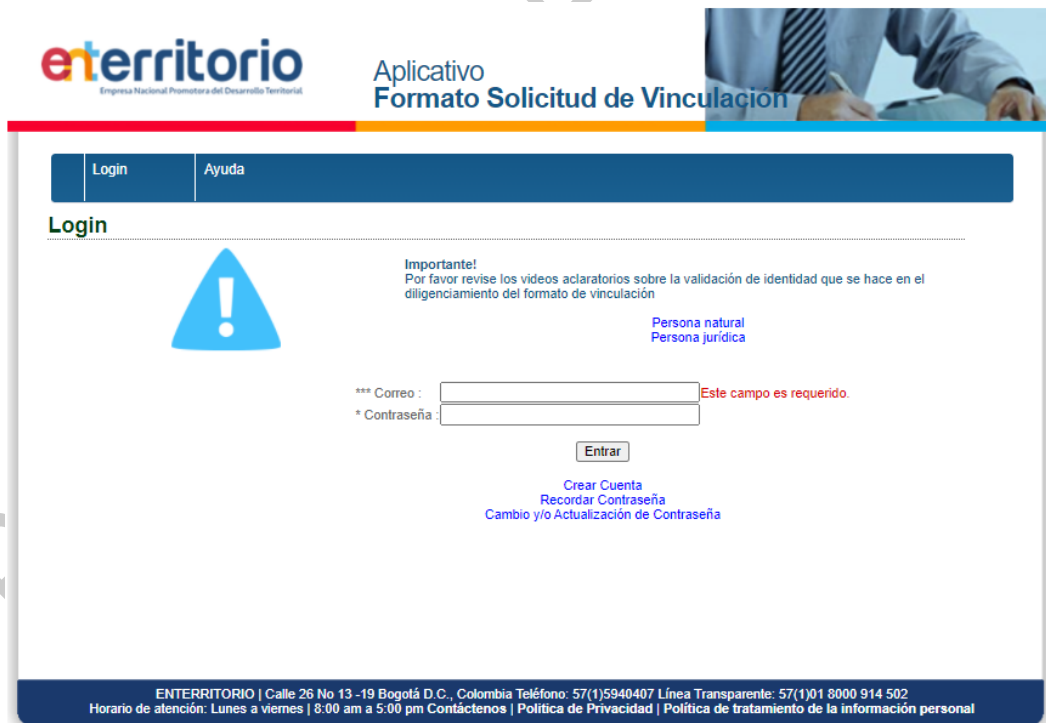 enterritorio
Empresa Nacional Promotora del Desarrollo Territorial
Aplicativo
Formato Solicitud de Vinculación
Login Ayuda
Login
Importante!
Por favor revise los videos aclaratorios sobre la validación de identidad que se hace en el
diligenciamiento del formato de vinculación
Persona natural
Persona jurídica
*** Correo : Este campo es requerido.
* Contraseña :
Entrar
Crear Cuenta
Recordar Contraseña
Cambio y/o Actualización de Contraseña
ENTERRITORIO | Calle 26 No 13 -19 Bogotá D.C., Colombia Teléfono: 57(1)5940407 Línea Transparente: 57(1)01 8000 914 502
Horario de atención: Lunes a viernes | 8:00 am a 5:00 pm Contáctenos | Politica de Privacidad | Política de tratamiento de la información personal